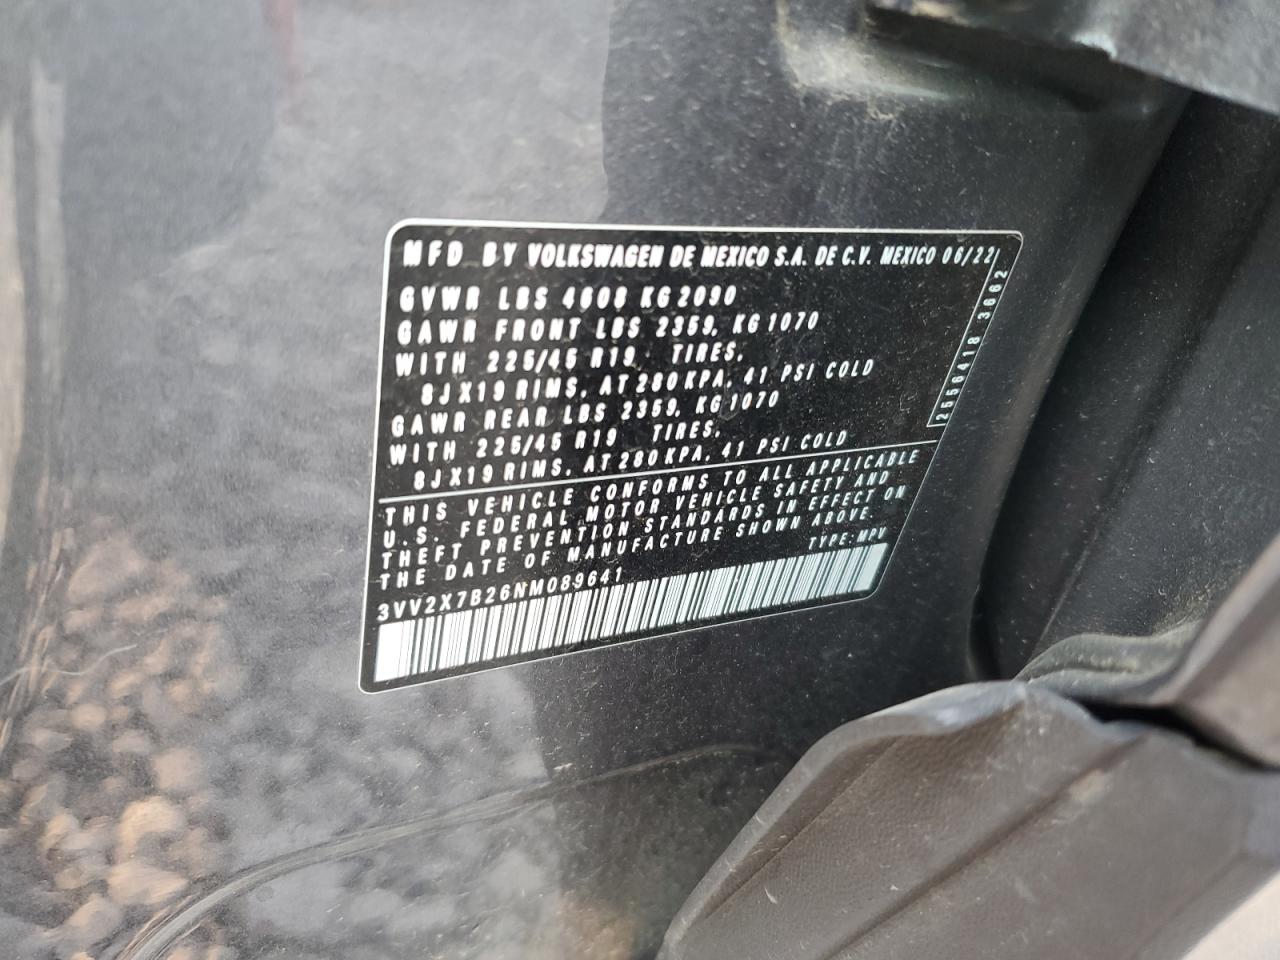 MFD BY VOLKSWAGEN DE MEXICO S.A. DE C.V. MEXICO 06/22
GVWR LBS 4608 KG 2090
GAWR FRONT LBS 2359, KG 1070
WITH 225/45 R19 TIRES,
8JX19 RIMS, AT 280 KPA, 41 PSI COLD
GAWR REAR LBS 2359, KG 1070
WITH 225/45 R19 TIRES,
8JX19 RIMS, AT 280 KPA, 41 PSI COLD
2556418 3662
THIS VEHICLE CONFORMS TO ALL APPLICABLE
U.S. FEDERAL MOTOR VEHICLE SAFETY AND
THEFT PREVENTION STANDARDS IN EFFECT ON
THE DATE OF MANUFACTURE SHOWN ABOVE.
TYPE: MPV
3VV2X7B26NM089641